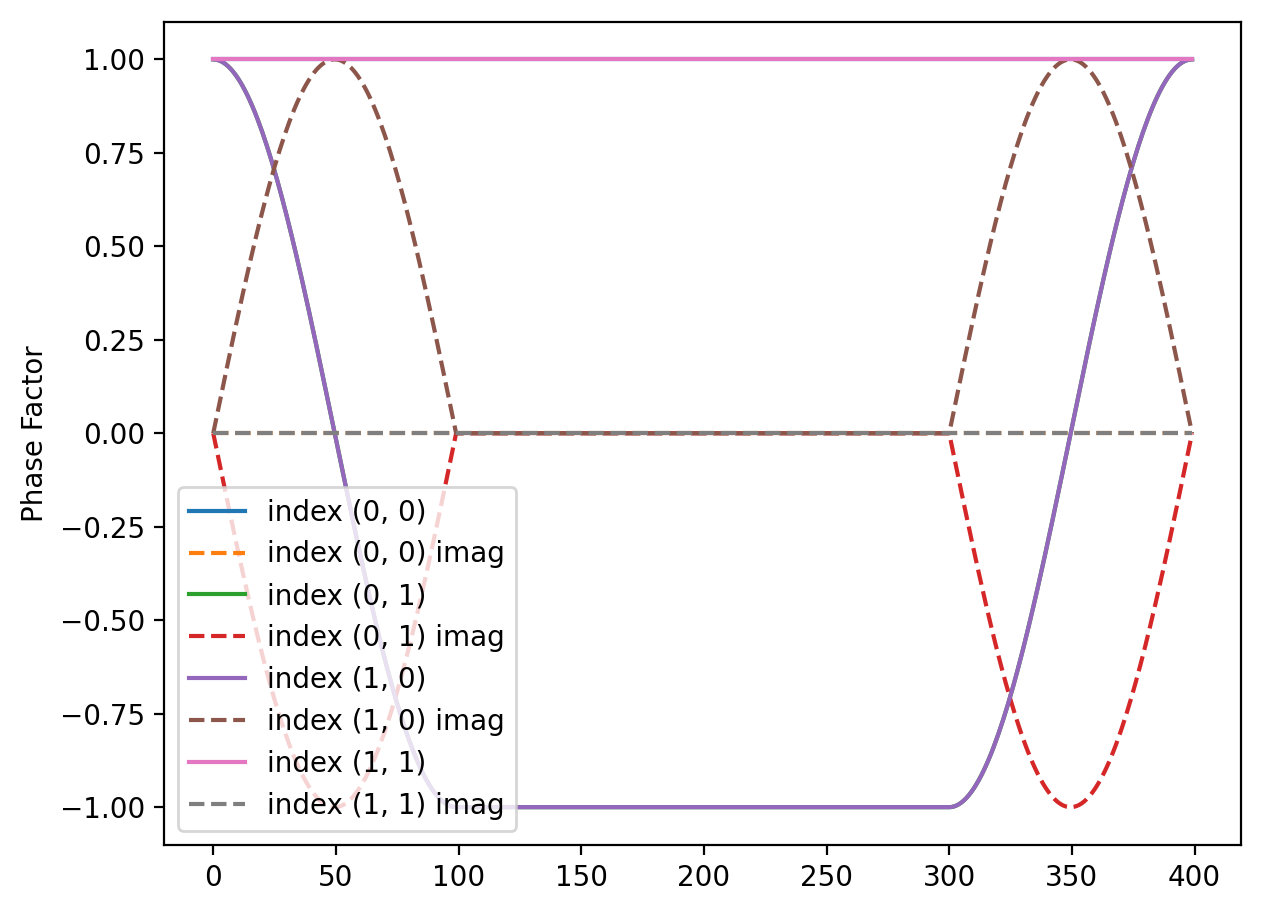 1.00
0.75
0.50
0.25
0.00
−0.25
−0.50
−0.75
−1.00
Phase Factor
index (0, 0)
index (0, 0) imag
index (0, 1)
index (0, 1) imag
index (1, 0)
index (1, 0) imag
index (1, 1)
index (1, 1) imag
0 50 100 150 200 250 300 350 400